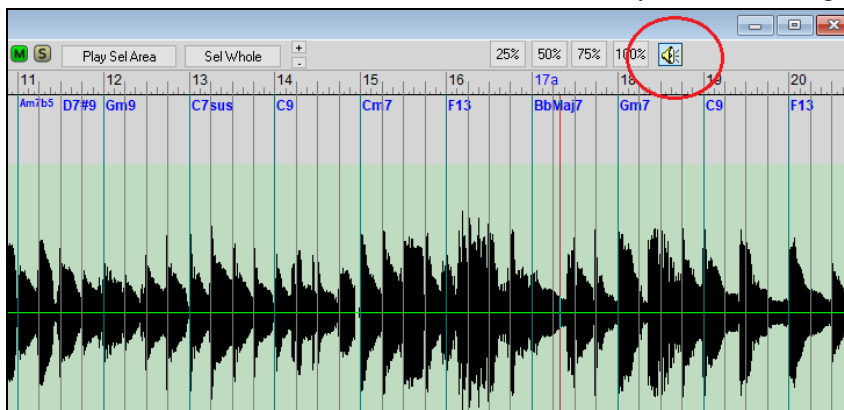 M S Play Sel Area Sel Whole + - 25% 50% 75% 100%
11 12 13 14 15 16 17a 18 19 20
Am7b5 D7#9 Gm9 C7sus C9 Cm7 F13 BbMaj7 Gm7 C9 F13